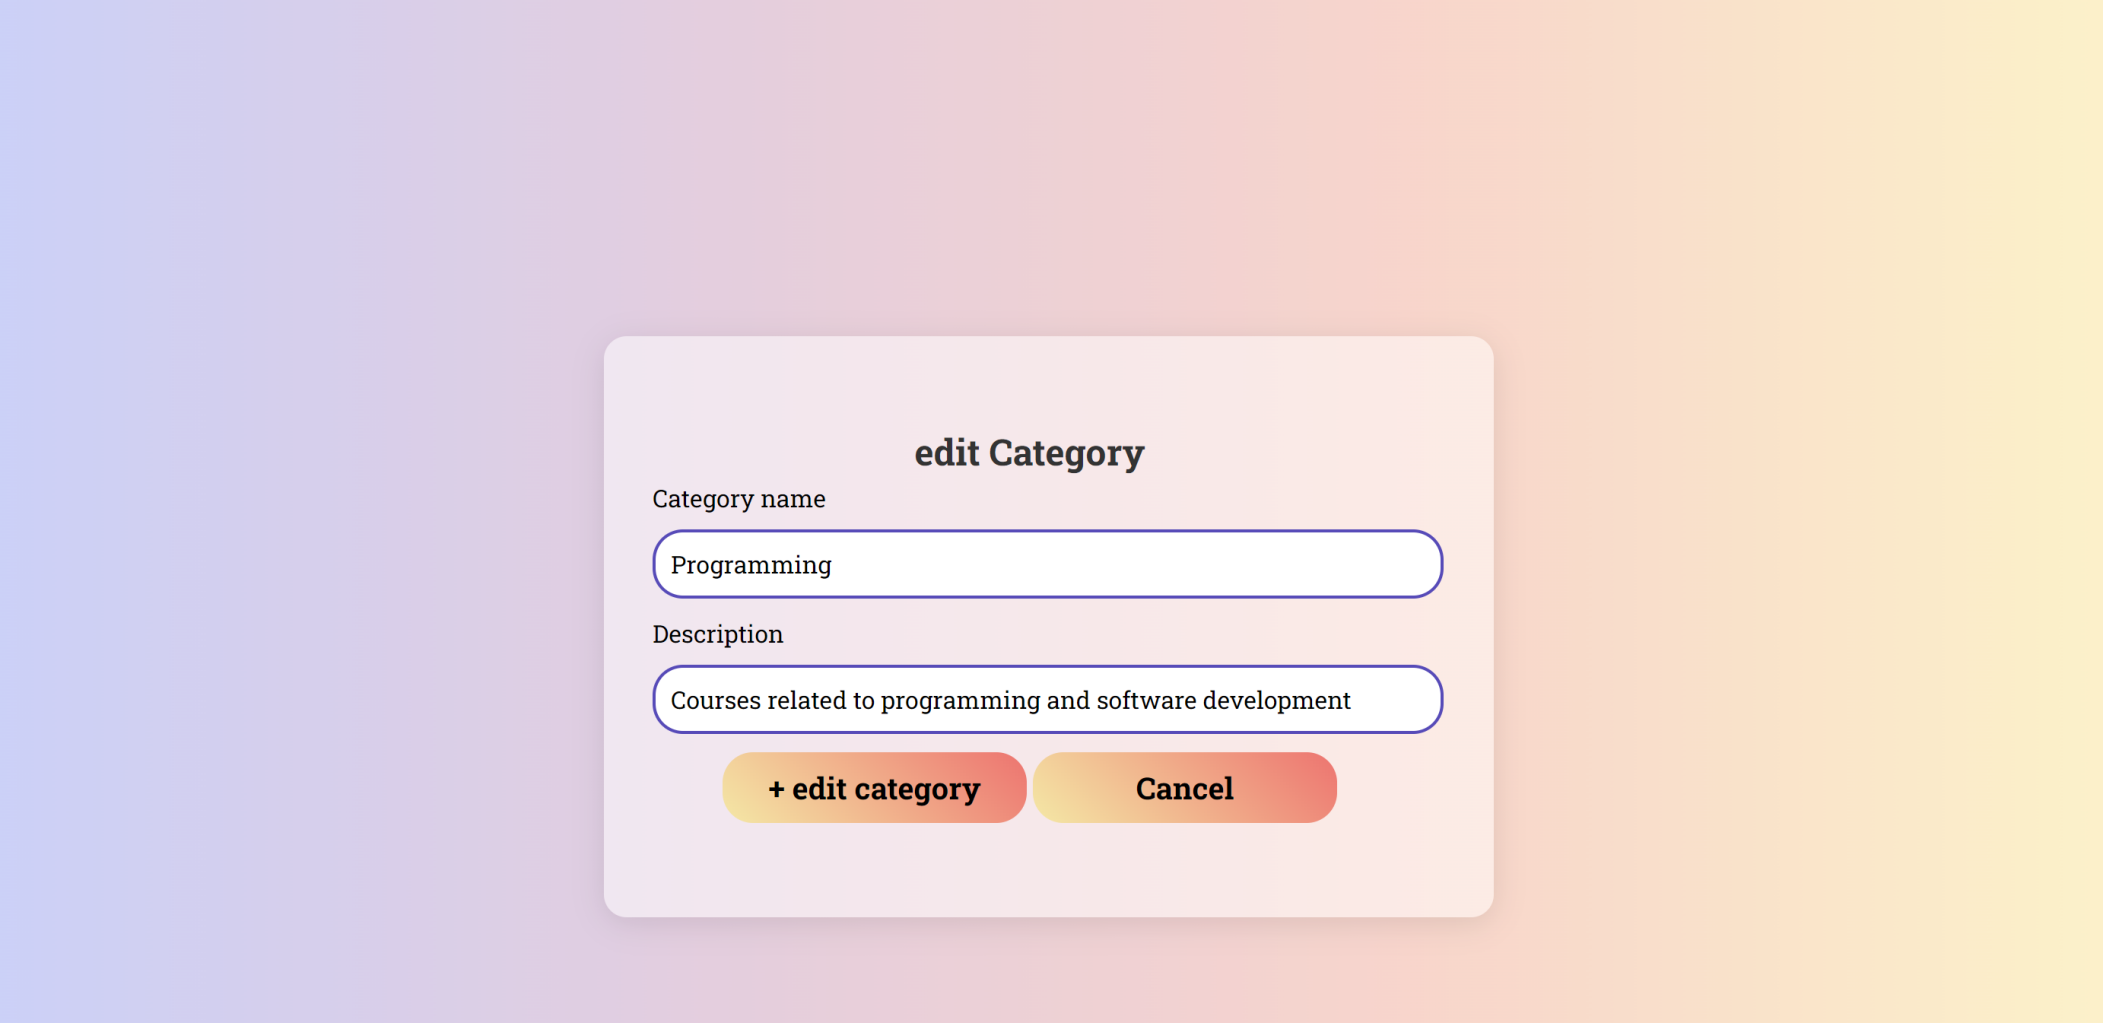 edit Category
Category name
Programming
Description
Courses related to programming and software development
+ edit category
Cancel